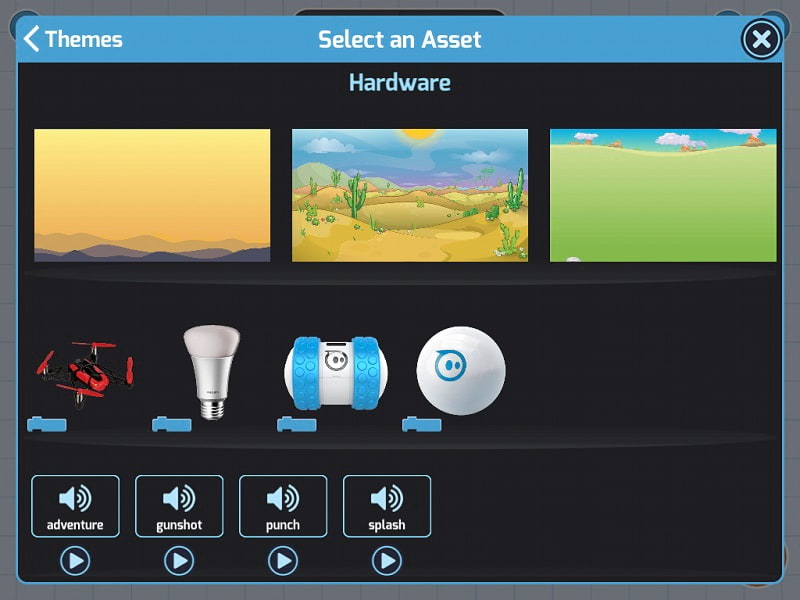 Themes
Select an Asset
Hardware
adventure
gunshot
punch
splash